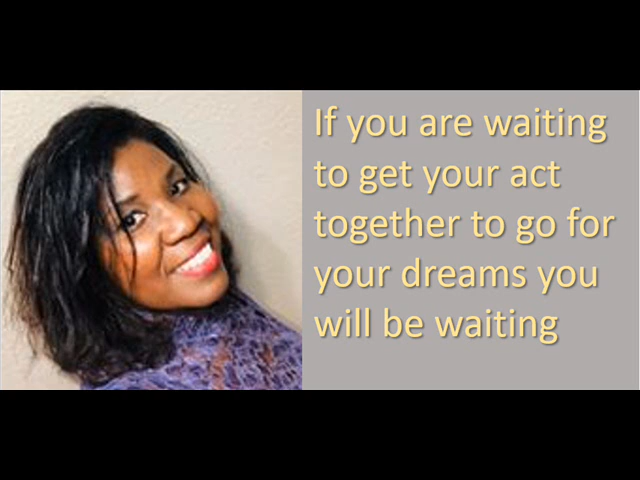 If you are waiting
to get your act
together to go for
your dreams you
will be waiting